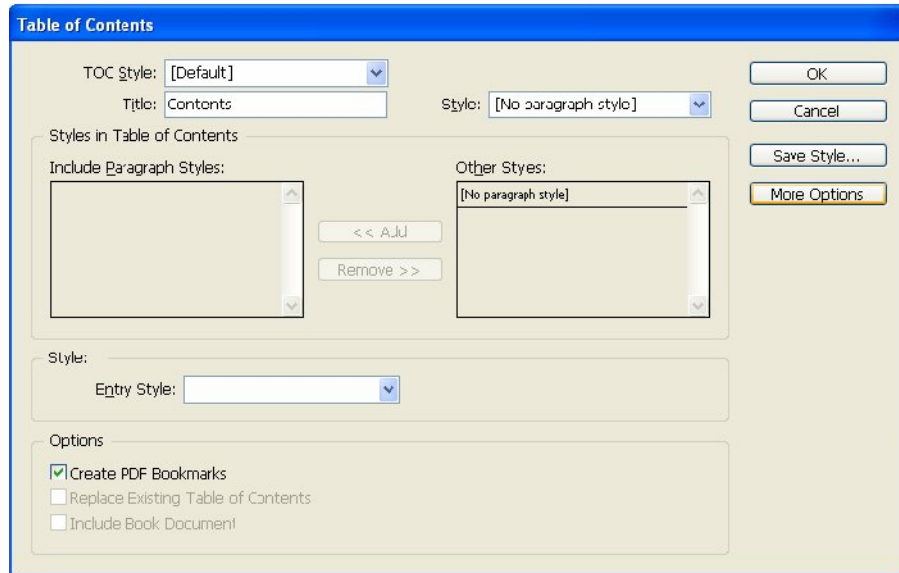 Table of Contents
TOC Style: [Default]
OK
Title: Contents
Style: [No paragraph style]
Cancel
Styles in Table of Contents
Save Style...
Include Paragraph Styles:
Other Styes:
More Options
[No paragraph style]
<< Add
Remove >>
Style:
Entry Style:
Options
Create PDF Bookmarks
Replace Existing Table of Contents
Include Book Document